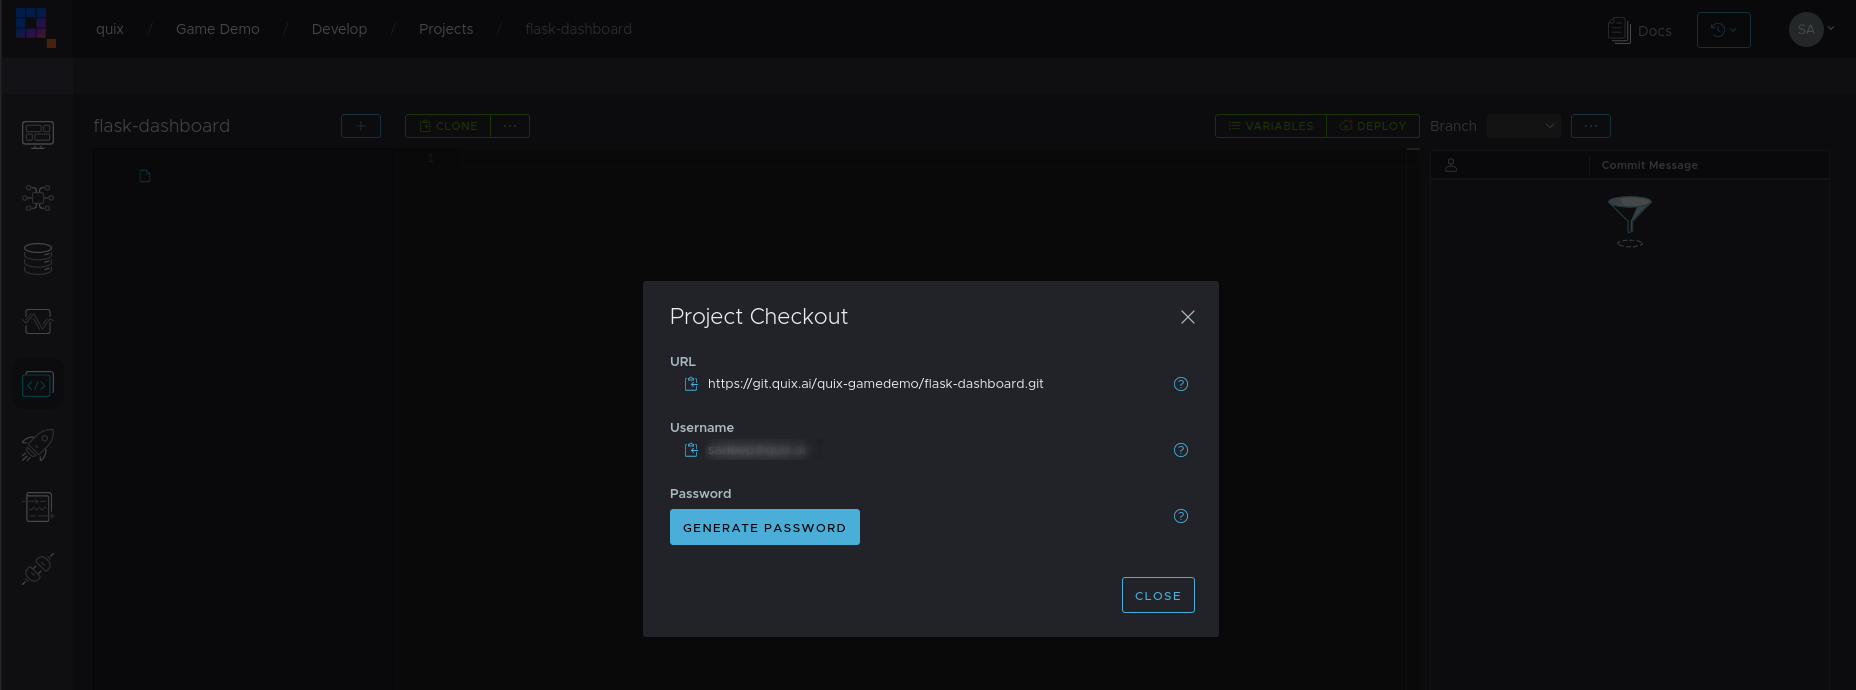 quix / Game Demo / Develop / Projects / flask-dashboard
Docs
SA
flask-dashboard
+
CLONE
...
VARIABLES
DEPLOY
Branch
...
1
Commit Message
Project Checkout
URL
https://git.quix.ai/quix-gamedemo/flask-dashboard.git
?
Username
?
Password
GENERATE PASSWORD
?
CLOSE